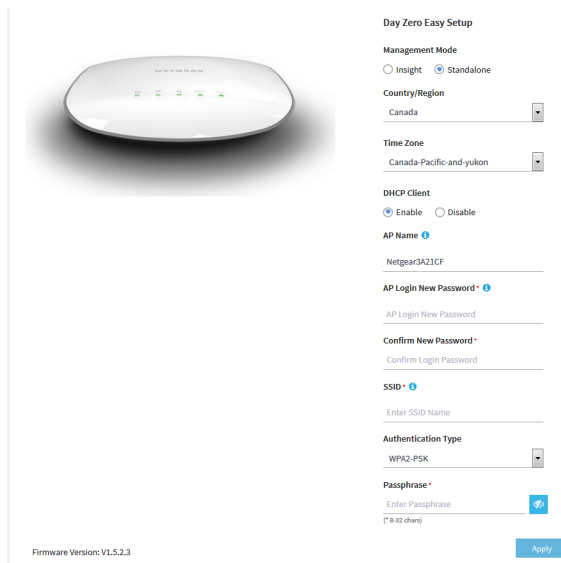 Day Zero Easy Setup
Management Mode
Insight Standalone
Country/Region
Canada
Time Zone
Canada-Pacific-and-yukon
DHCP Client
Enable Disable
AP Name
Netgear3A21CF
AP Login New Password *
AP Login New Password
Confirm New Password *
Confirm Login Password
SSID *
Enter SSID Name
Authentication Type
WPA2-PSK
Passphrase *
Enter Passphrase
(* 8-32 chars)
Apply
NETGEAR
Firmware Version: V1.5.2.3